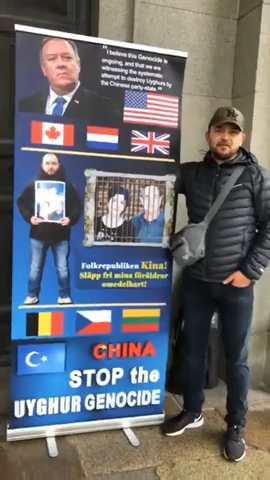 "I believe this Genocide is
ongoing, and that we are
witnessing the systematic
attempt to destroy Uyghurs by
the Chinese party-state."
Folkrepubliken Kina!
Släpp fri mina föräldrar
omedelbart!
CHINA
STOP the
UYGHUR GENOCIDE